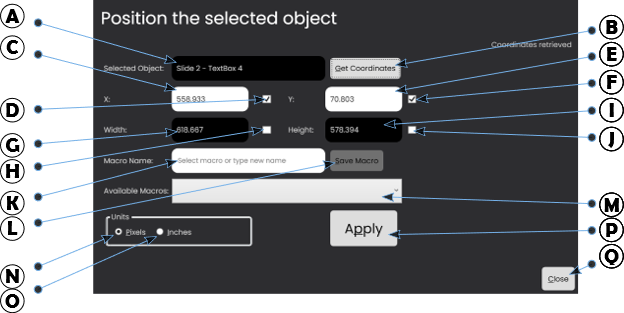 Position the selected object
A
B
Coordinates retrieved
C
E
Selected Object: Slide 2 - TextBox 4 Get Coordinates
F
D
X: 558.933 Y: 70.803
I
G
Width: 618.667 Height: 578.394
J
H
Macro Name: Select macro or type new name Save Macro
K
Available Macros:
M
L
Units
Pixels Inches
Apply
P
N
Q
O
Close